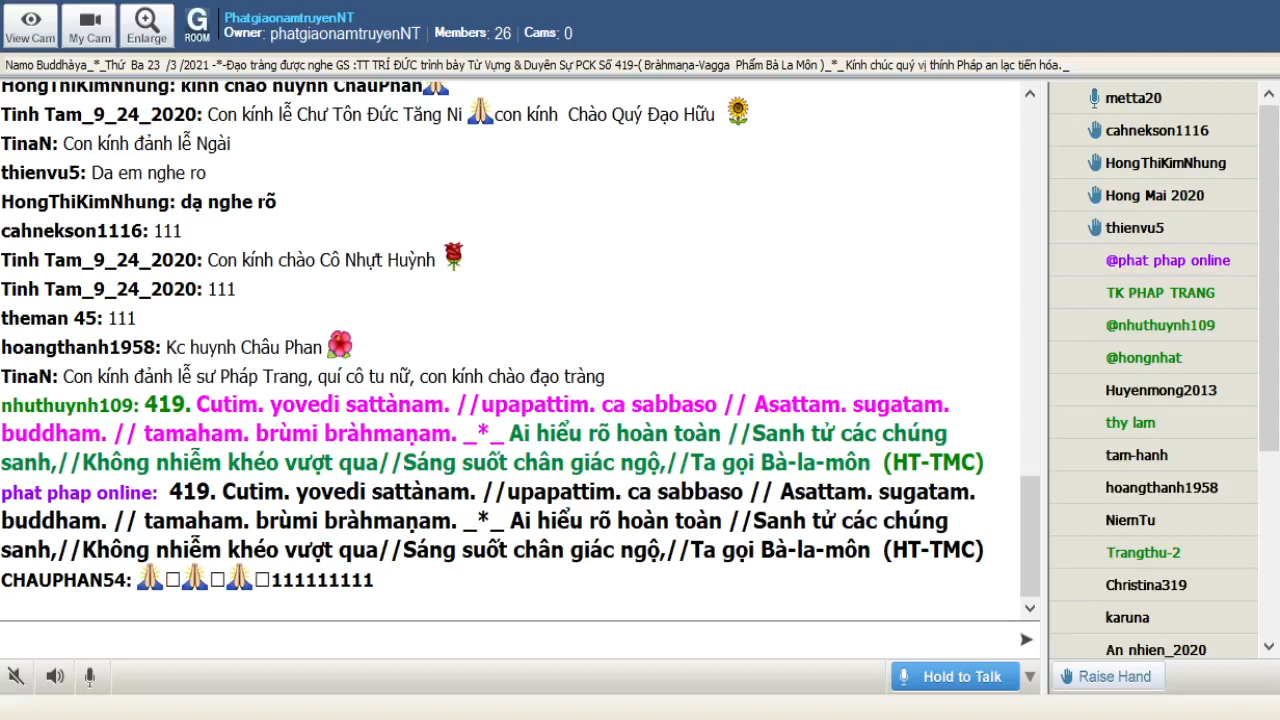 View Cam
My Cam
Enlarge
G
ROOM
PhatgiaonamtruyenNT
Owner: phatgiaonamtruyenNT | Members: 26 | Cams: 0
Namo Buddhàya_*_Thứ Ba 23 /3 /2021 -*-Đạo tràng được nghe GS :TT TRÍ ĐỨC trình bày Từ Vựng & Duyên Sự PCK Số 419-( Bràhmaṇa-Vagga Phẩm Bà La Môn )_*_ Kính chúc quý vị thính Pháp an lạc tiến hóa._
HongThiKimNhung: kính chào huynh ChauPhan
Tinh Tam_9_24_2020: Con kính lễ Chư Tôn Đức Tăng Ni con kính Chào Quý Đạo Hữu
TinaN: Con kính đảnh lễ Ngài
thienvu5: Da em nghe ro
HongThiKimNhung: dạ nghe rõ
cahnekson1116: 111
Tinh Tam_9_24_2020: Con kính chào Cô Nhựt Huỳnh
Tinh Tam_9_24_2020: 111
theman 45: 111
hoangthanh1958: Kc huynh Châu Phan
TinaN: Con kính đảnh lễ sư Pháp Trang, quí cô tu nữ, con kính chào đạo tràng
nhuthuynh109: 419. Cutim. yovedi sattànam. //upapattim. ca sabbaso // Asattam. sugatam.
buddham. // tamaham. brùmi bràhmaṇam. _*_ Ai hiểu rõ hoàn toàn //Sanh tử các chúng
sanh,//Không nhiễm khéo vượt qua//Sáng suốt chân giác ngộ,//Ta gọi Bà-la-môn (HT-TMC)
phat phap online: 419. Cutim. yovedi sattànam. //upapattim. ca sabbaso // Asattam. sugatam.
buddham. // tamaham. brùmi bràhmaṇam. _*_ Ai hiểu rõ hoàn toàn //Sanh tử các chúng
sanh,//Không nhiễm khéo vượt qua//Sáng suốt chân giác ngộ,//Ta gọi Bà-la-môn (HT-TMC)
CHAUPHAN54: 111111111
Hold to Talk
metta20
cahnekson1116
HongThiKimNhung
Hong Mai 2020
thienvu5
@phat phap online
TK PHAP TRANG
@nhuthuynh109
@hongnhat
Huyenmong2013
thy lam
tam-hanh
hoangthanh1958
NiemTu
Trangthu-2
Christina319
karuna
An nhien_2020
Raise Hand